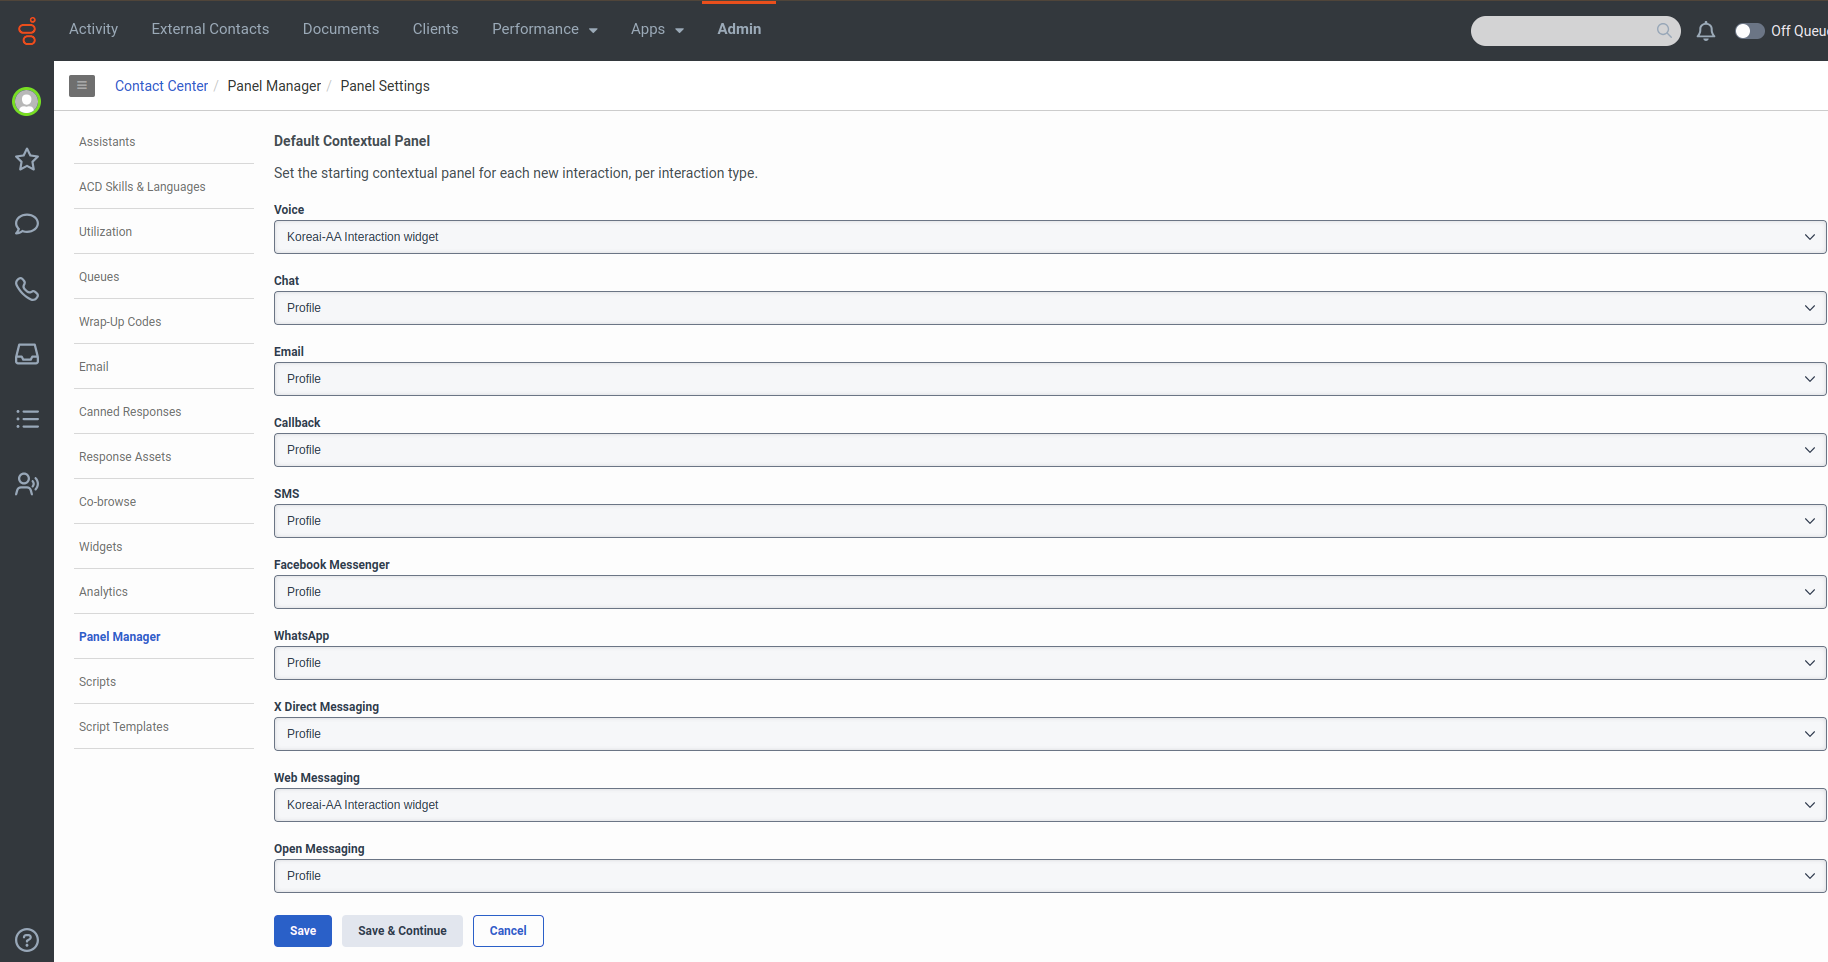 Activity External Contacts Documents Clients Performance Apps Admin Off Queu
Contact Center / Panel Manager / Panel Settings
Assistants
ACD Skills & Languages
Utilization
Queues
Wrap-Up Codes
Email
Canned Responses
Response Assets
Co-browse
Widgets
Analytics
Panel Manager
Scripts
Script Templates
Default Contextual Panel
Set the starting contextual panel for each new interaction, per interaction type.
Voice
Koreai-AA Interaction widget
Chat
Profile
Email
Profile
Callback
Profile
SMS
Profile
Facebook Messenger
Profile
WhatsApp
Profile
X Direct Messaging
Profile
Web Messaging
Koreai-AA Interaction widget
Open Messaging
Profile
Save Save & Continue Cancel